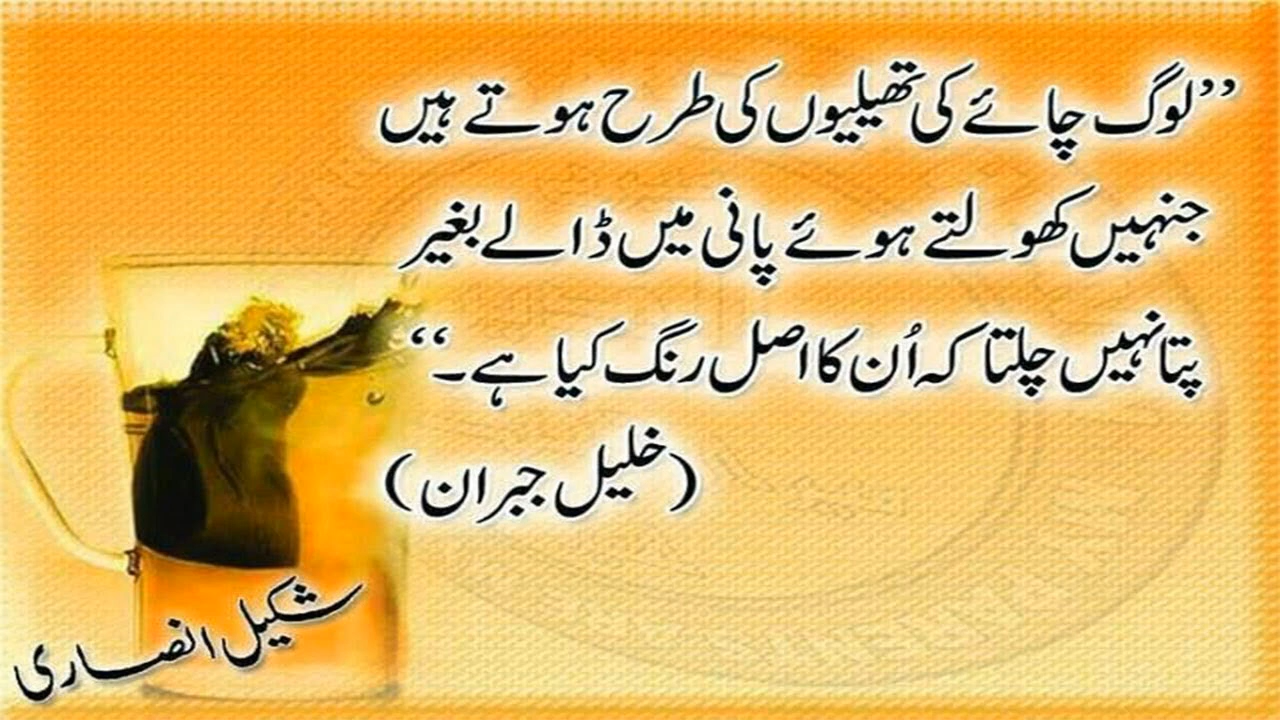 ’’لوگ چائے کی تھیلیوں کی طرح ہوتے ہیں
جنہیں کھولتے ہوئے پانی میں ڈالے بغیر
پتا نہیں چلتا کہ اُن کا اصل رنگ کیا ہے۔‘‘
(خلیل جبران)
شکیل انصاری